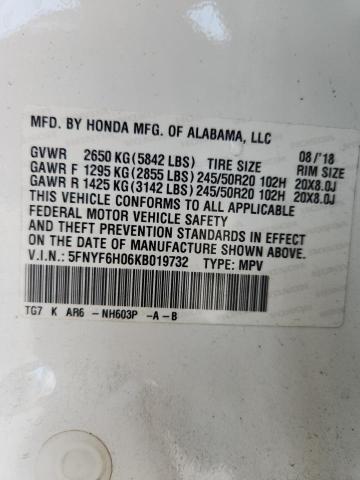 MFD. BY HONDA MFG. OF ALABAMA, LLC
08/'18
GVWR 2650 KG (5842 LBS) TIRE SIZE RIM SIZE
GAWR F 1295 KG (2855 LBS) 245/50R20 102H 20X8.0J
GAWR R 1425 KG (3142 LBS) 245/50R20 102H 20X8.0J
THIS VEHICLE CONFORMS TO ALL APPLICABLE
FEDERAL MOTOR VEHICLE SAFETY
AND THEFT PREVENTION STANDARDS IN EFFECT
ON THE DATE OF MANUFACTURE SHOWN ABOVE.
V.I.N.: 5FNYF6H06KB019732 TYPE: MPV
TG7 K AR6 - NH603P -A-B